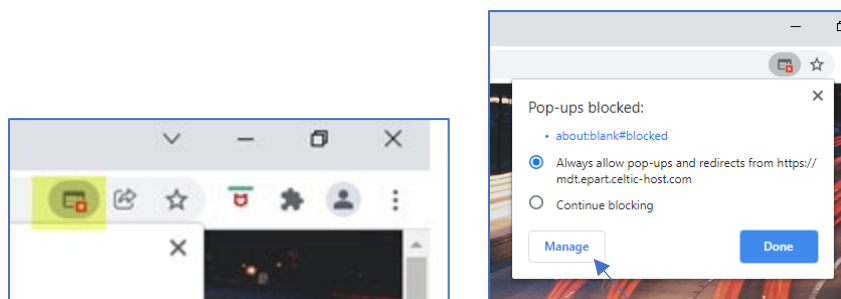 Pop-ups blocked:
• about:blank#blocked
Always allow pop-ups and redirects from https://
mdt.epart.celtic-host.com
Continue blocking
Manage
Done